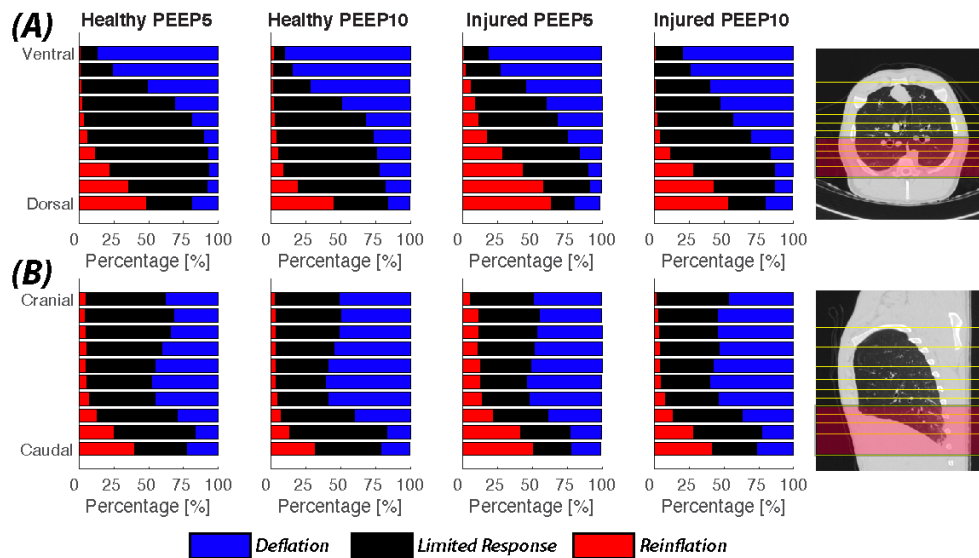 (A)
Healthy PEEP5 Healthy PEEP10 Injured PEEP5 Injured PEEP10
Ventral
Dorsal
0 25 50 75 100 0 25 50 75 100 0 25 50 75 100 0 25 50 75 100
Percentage [%] Percentage [%] Percentage [%] Percentage [%]
(B)
Cranial
Caudal
0 25 50 75 100 0 25 50 75 100 0 25 50 75 100 0 25 50 75 100
Percentage [%] Percentage [%] Percentage [%] Percentage [%]
Deflation Limited Response Reinflation